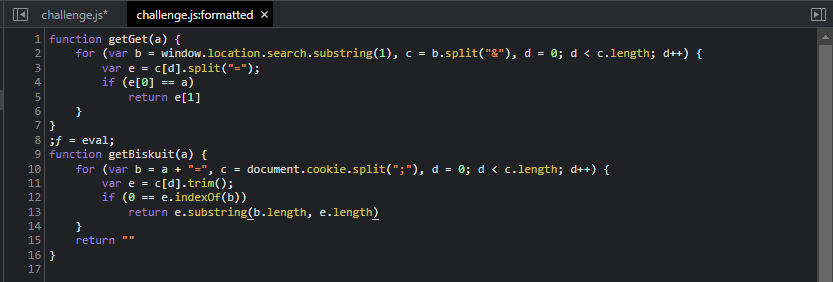 challenge.js* challenge.js:formatted ×
1 function getGet(a) {
2     for (var b = window.location.search.substring(1), c = b.split("&"), d = 0; d < c.length; d++) {
3         var e = c[d].split("=");
4         if (e[0] == a)
5             return e[1]
6     }
7 }
8 ;ƒ = eval;
9 function getBiskuit(a) {
10     for (var b = a + "=", c = document.cookie.split(";"), d = 0; d < c.length; d++) {
11         var e = c[d].trim();
12         if (0 == e.indexOf(b))
13             return e.substring(b.length, e.length)
14     }
15     return ""
16 }
17